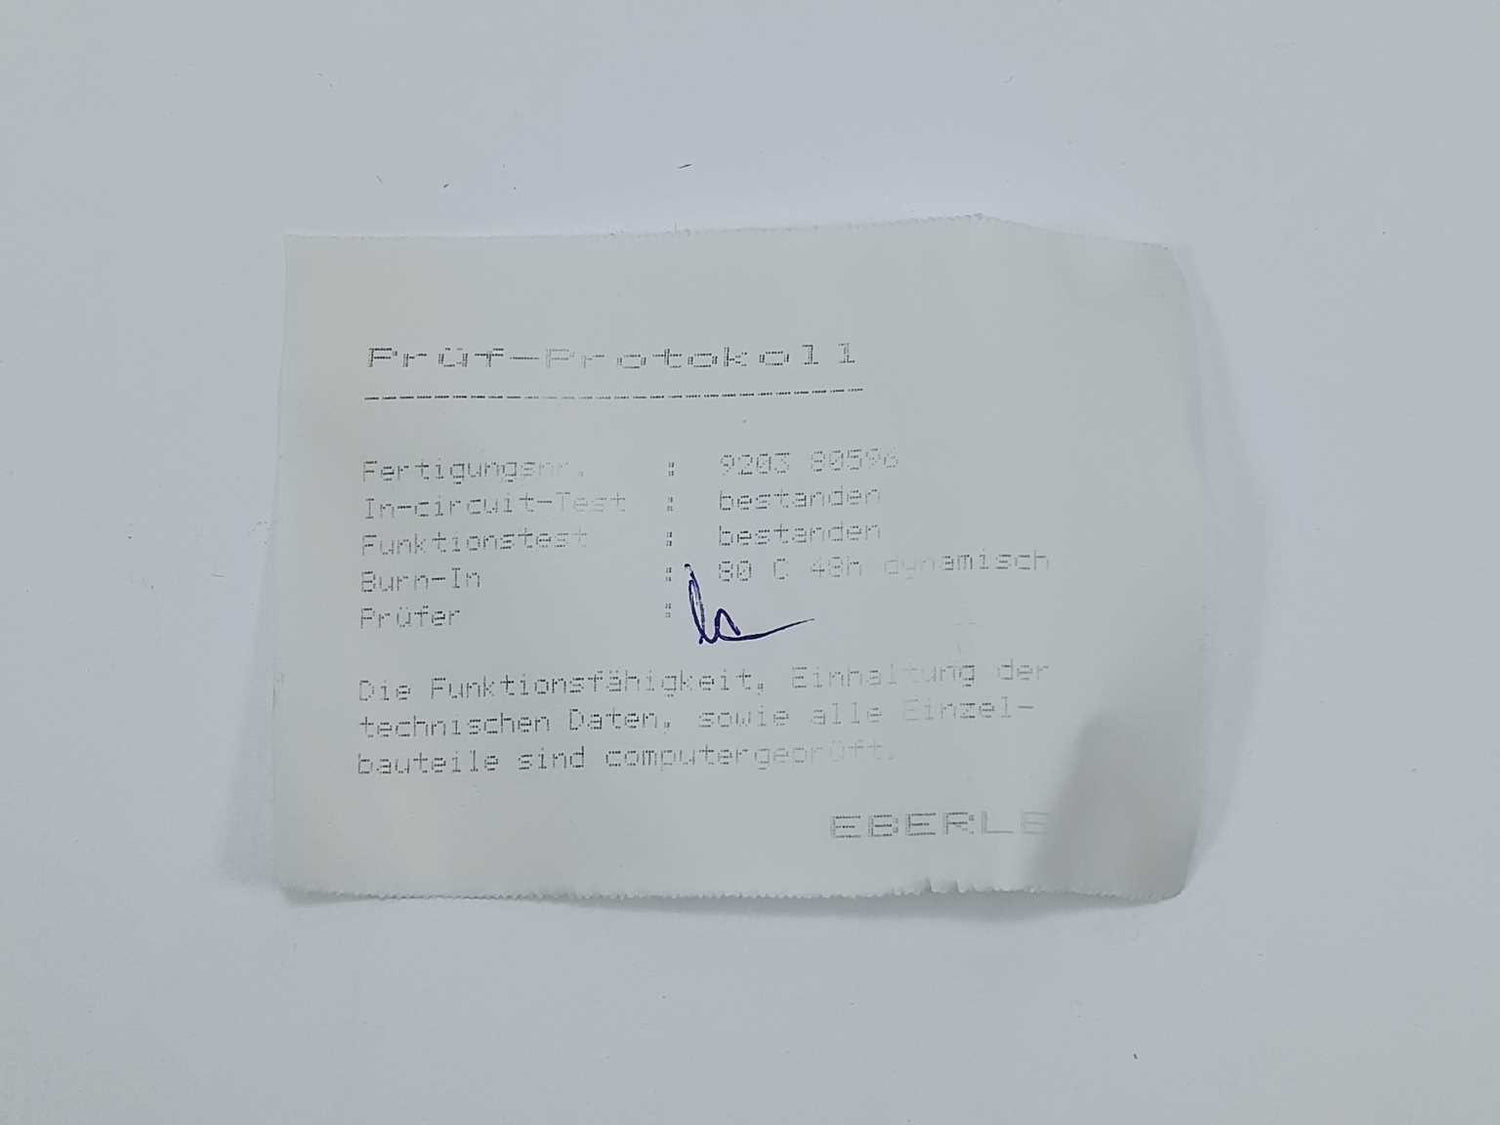 Prüf-Protokoll
Fertigungsnr. : 9203 80596
In-circuit-Test : bestanden
Funktionstest : bestanden
Burn-In : 80 C 48h dynamisch
Prüfer :
Die Funktionsfähigkeit, Einhaltung der
technischen Daten, sowie alle Einzel-
bauteile sind computergeprüft.
EBERLE